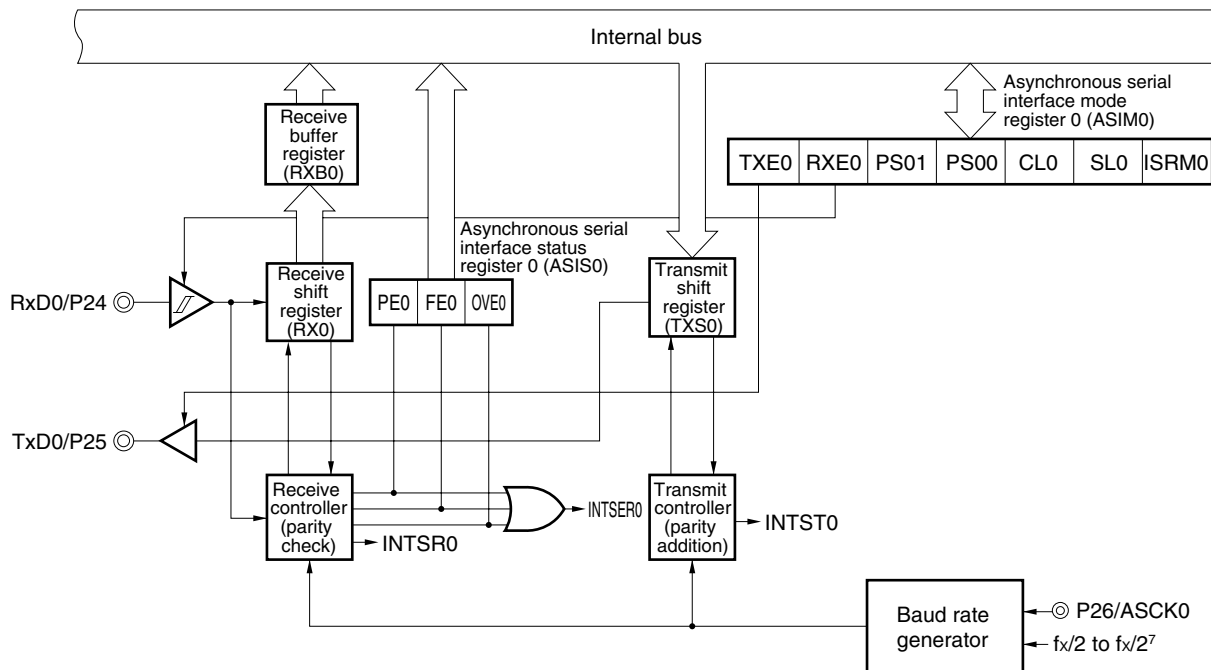 Internal bus
Asynchronous serial
interface mode
register 0 (ASIM0)
Receive
buffer
register
(RXB0)
TXE0 RXE0 PS01 PS00 CL0 SL0 ISRM0
Asynchronous serial
interface status
register 0 (ASIS0)
RxD0/P24
Receive
shift
register
(RX0)
PE0 FE0 OVE0
Transmit
shift
register
(TXS0)
TxD0/P25
Receive
controller
(parity
check)
INTSER0
INTSR0
Transmit
controller
(parity
addition)
INTST0
Baud rate
generator
P26/ASCK0
fx/2 to fx/2⁷